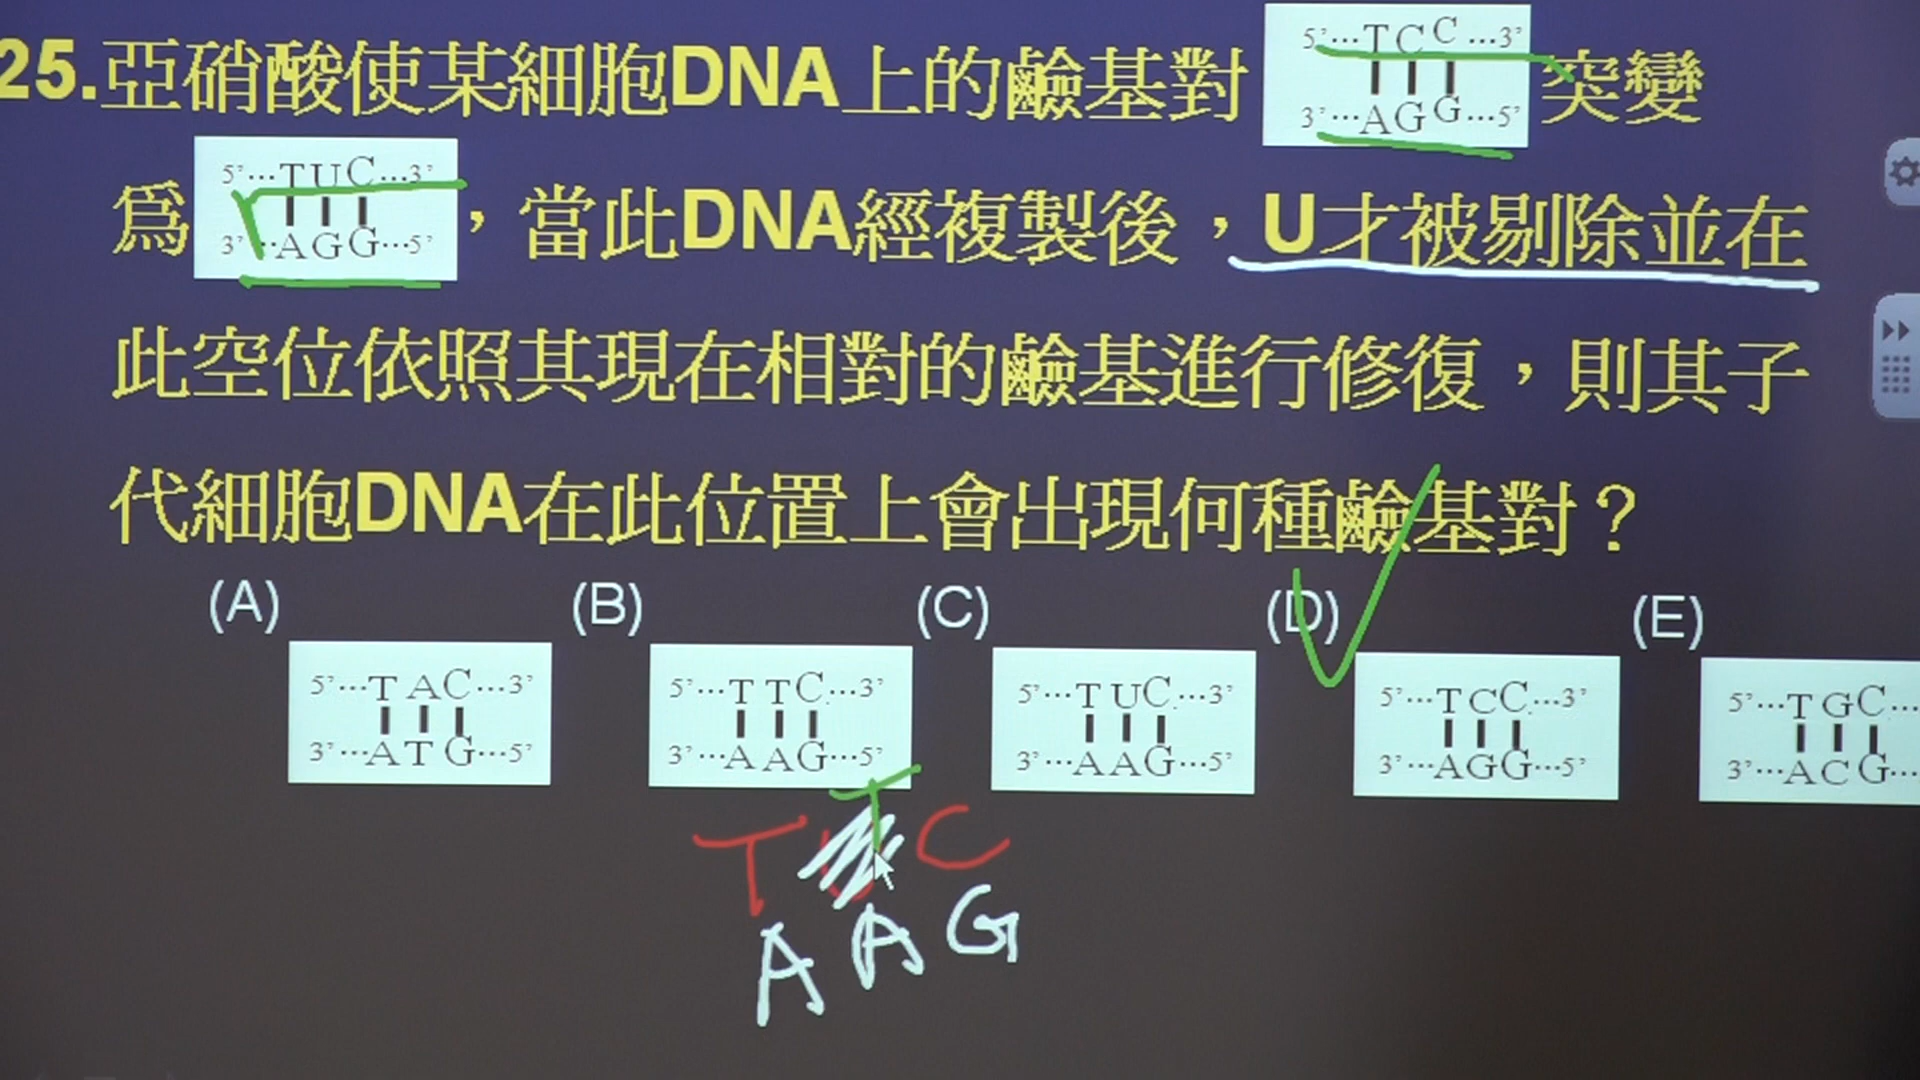 25.亞硝酸使某細胞DNA上的鹼基對 5’…TCC…3’ 突變
3’…AGG…5’
為 5’…TUC…3’ ，當此DNA經複製後，U才被剔除並在
3’…AGG…5’
此空位依照其現在相對的鹼基進行修復，則其子
代細胞DNA在此位置上會出現何種鹼基對？
(A) (B) (C) (D) (E)
5’…TAC…3’ 5’…TTC…3’ 5’…TUC…3’ 5’…TCC…3’ 5’…TGC…
3’…ATG…5’ 3’…AAG…5’ 3’…AAG…5’ 3’…AGG…5’ 3’…ACG…
T
T U C
A A G